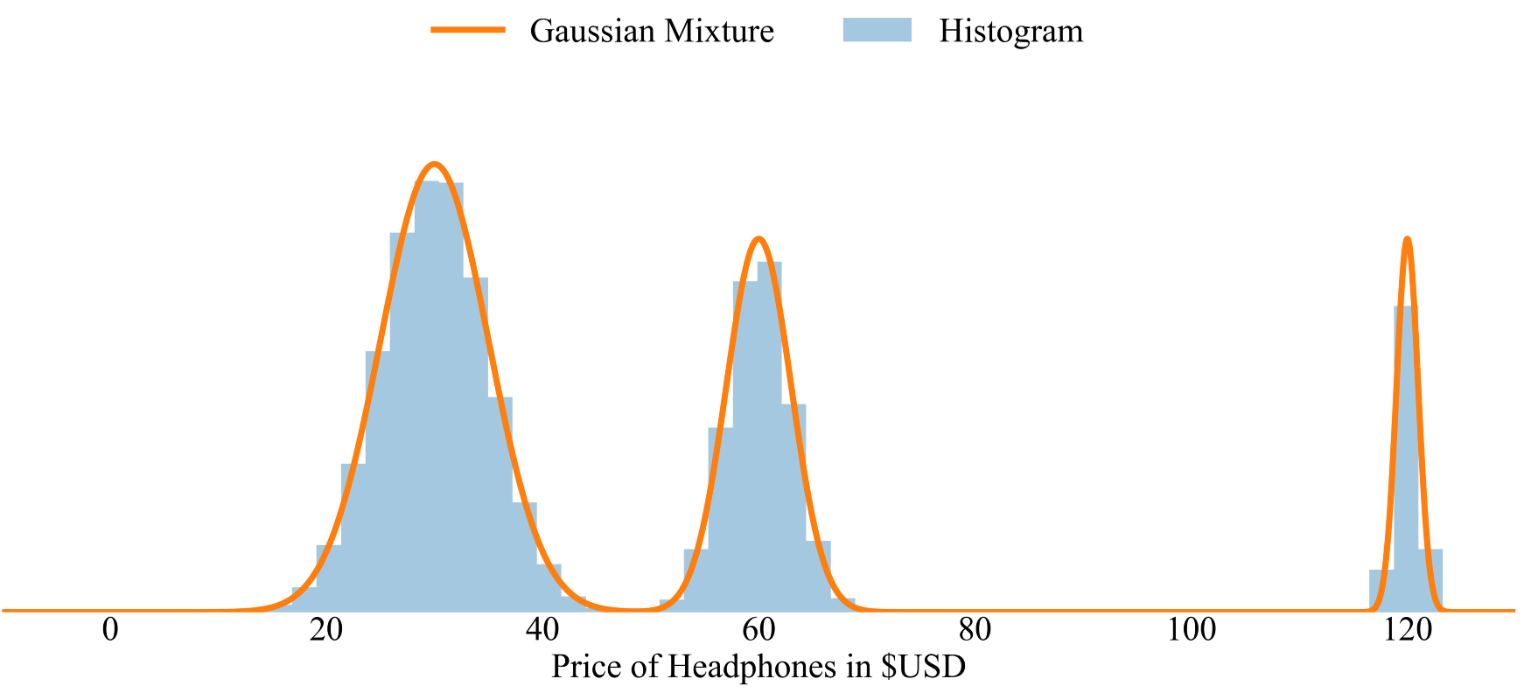 Gaussian Mixture Histogram
0 20 40 60 80 100 120
Price of Headphones in $USD